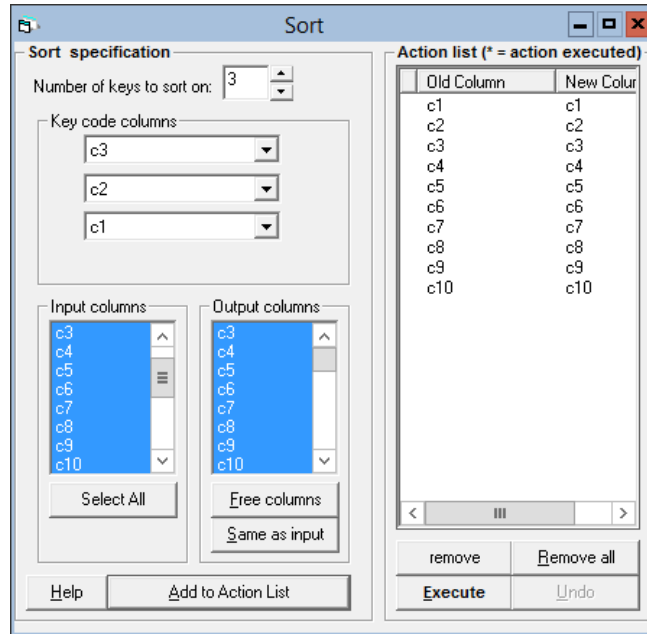 Sort
Sort specification
Number of keys to sort on: 3
Key code columns
c3
c2
c1
Input columns
c3
c4
c5
c6
c7
c8
c9
c10
Select All
Output columns
c3
c4
c5
c6
c7
c8
c9
c10
Free columns
Same as input
Help
Add to Action List
Action list (* = action executed)
Old Column New Colur
c1 c1
c2 c2
c3 c3
c4 c4
c5 c5
c6 c6
c7 c7
c8 c8
c9 c9
c10 c10
remove
Remove all
Execute
Undo